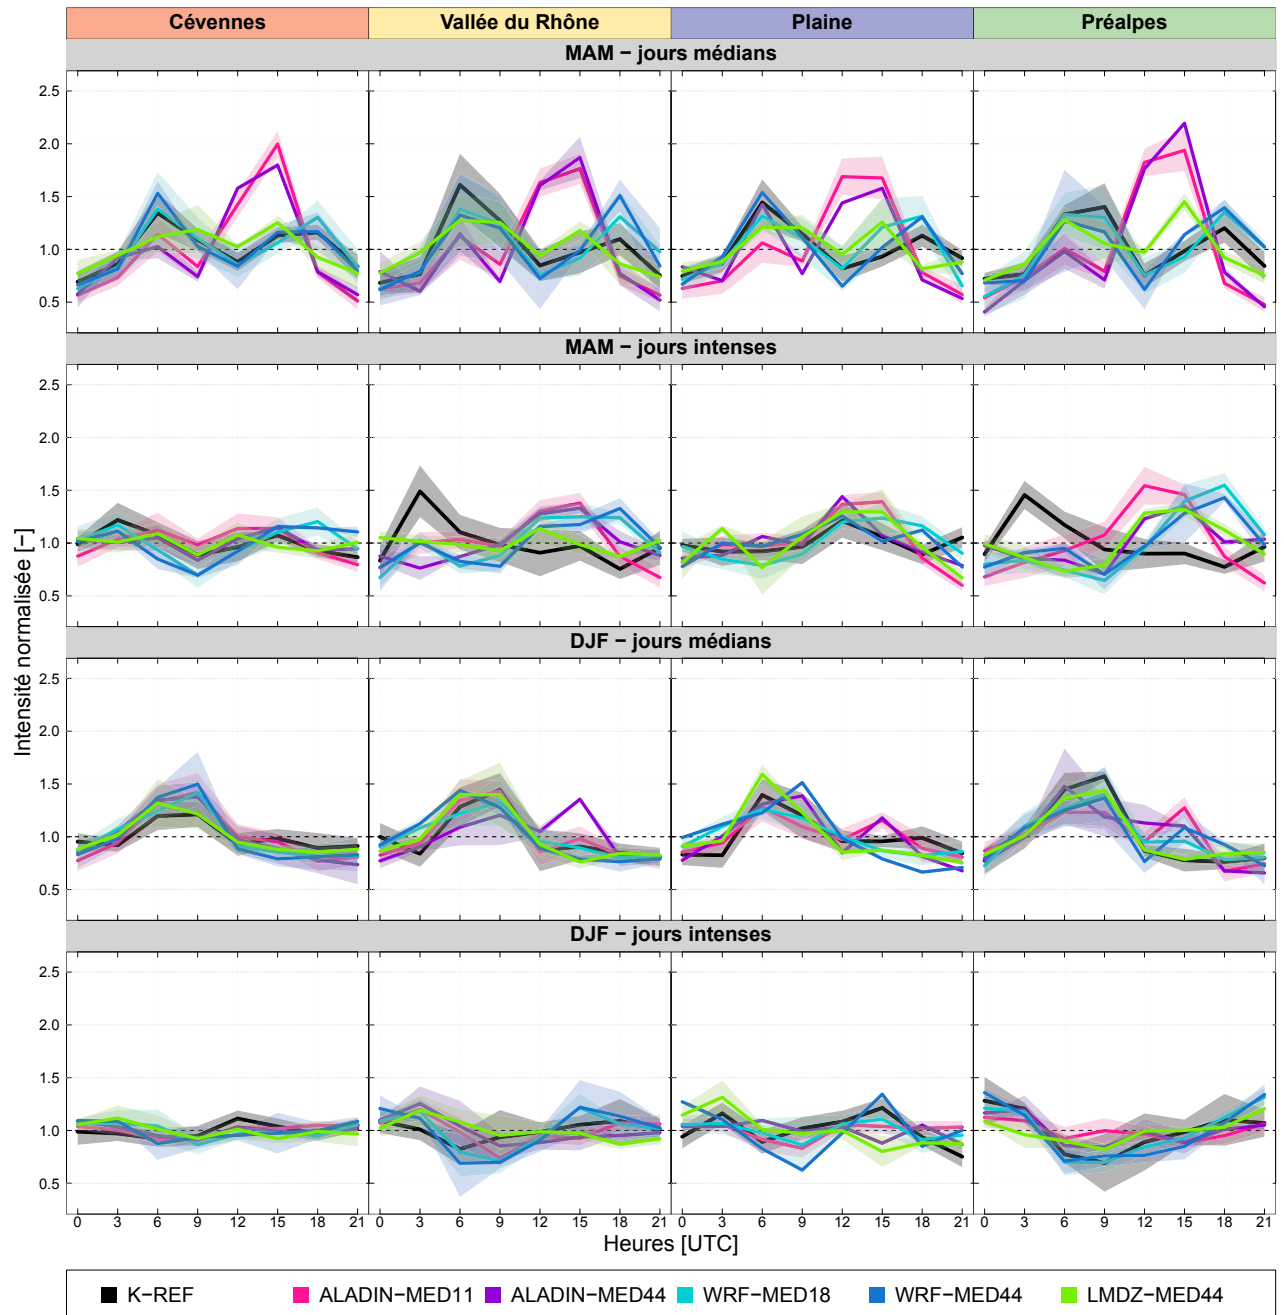 Cévennes Vallée du Rhône Plaine Préalpes
MAM − jours médians
2.5
2.0
1.5
1.0
0.5
MAM − jours intenses
2.5
2.0
1.5
1.0
0.5
DJF − jours médians
2.5
2.0
1.5
1.0
0.5
DJF − jours intenses
2.5
2.0
1.5
1.0
0.5
0 3 6 9 12 15 18 21 0 3 6 9 12 15 18 21 0 3 6 9 12 15 18 21 0 3 6 9 12 15 18 21
Intensité normalisée [−]
Heures [UTC]
K−REF ALADIN−MED11 ALADIN−MED44 WRF−MED18 WRF−MED44 LMDZ−MED44